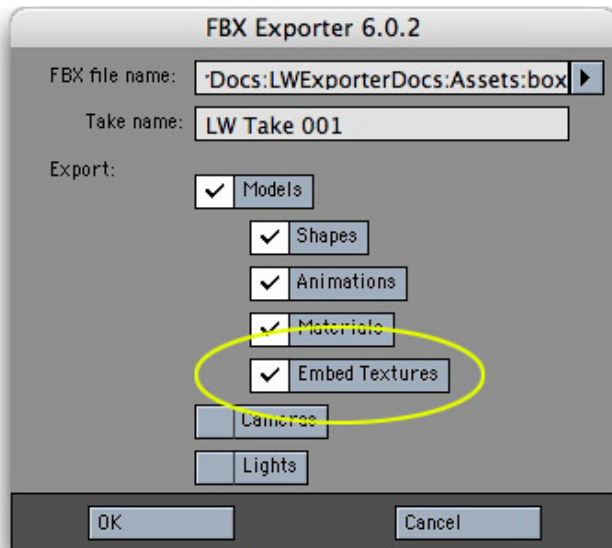 FBX Exporter 6.0.2
FBX file name: :Docs:LWExporterDocs:Assets:box
Take name: LW Take 001
Export:
Models
Shapes
Animations
Materials
Embed Textures
Cameras
Lights
OK Cancel